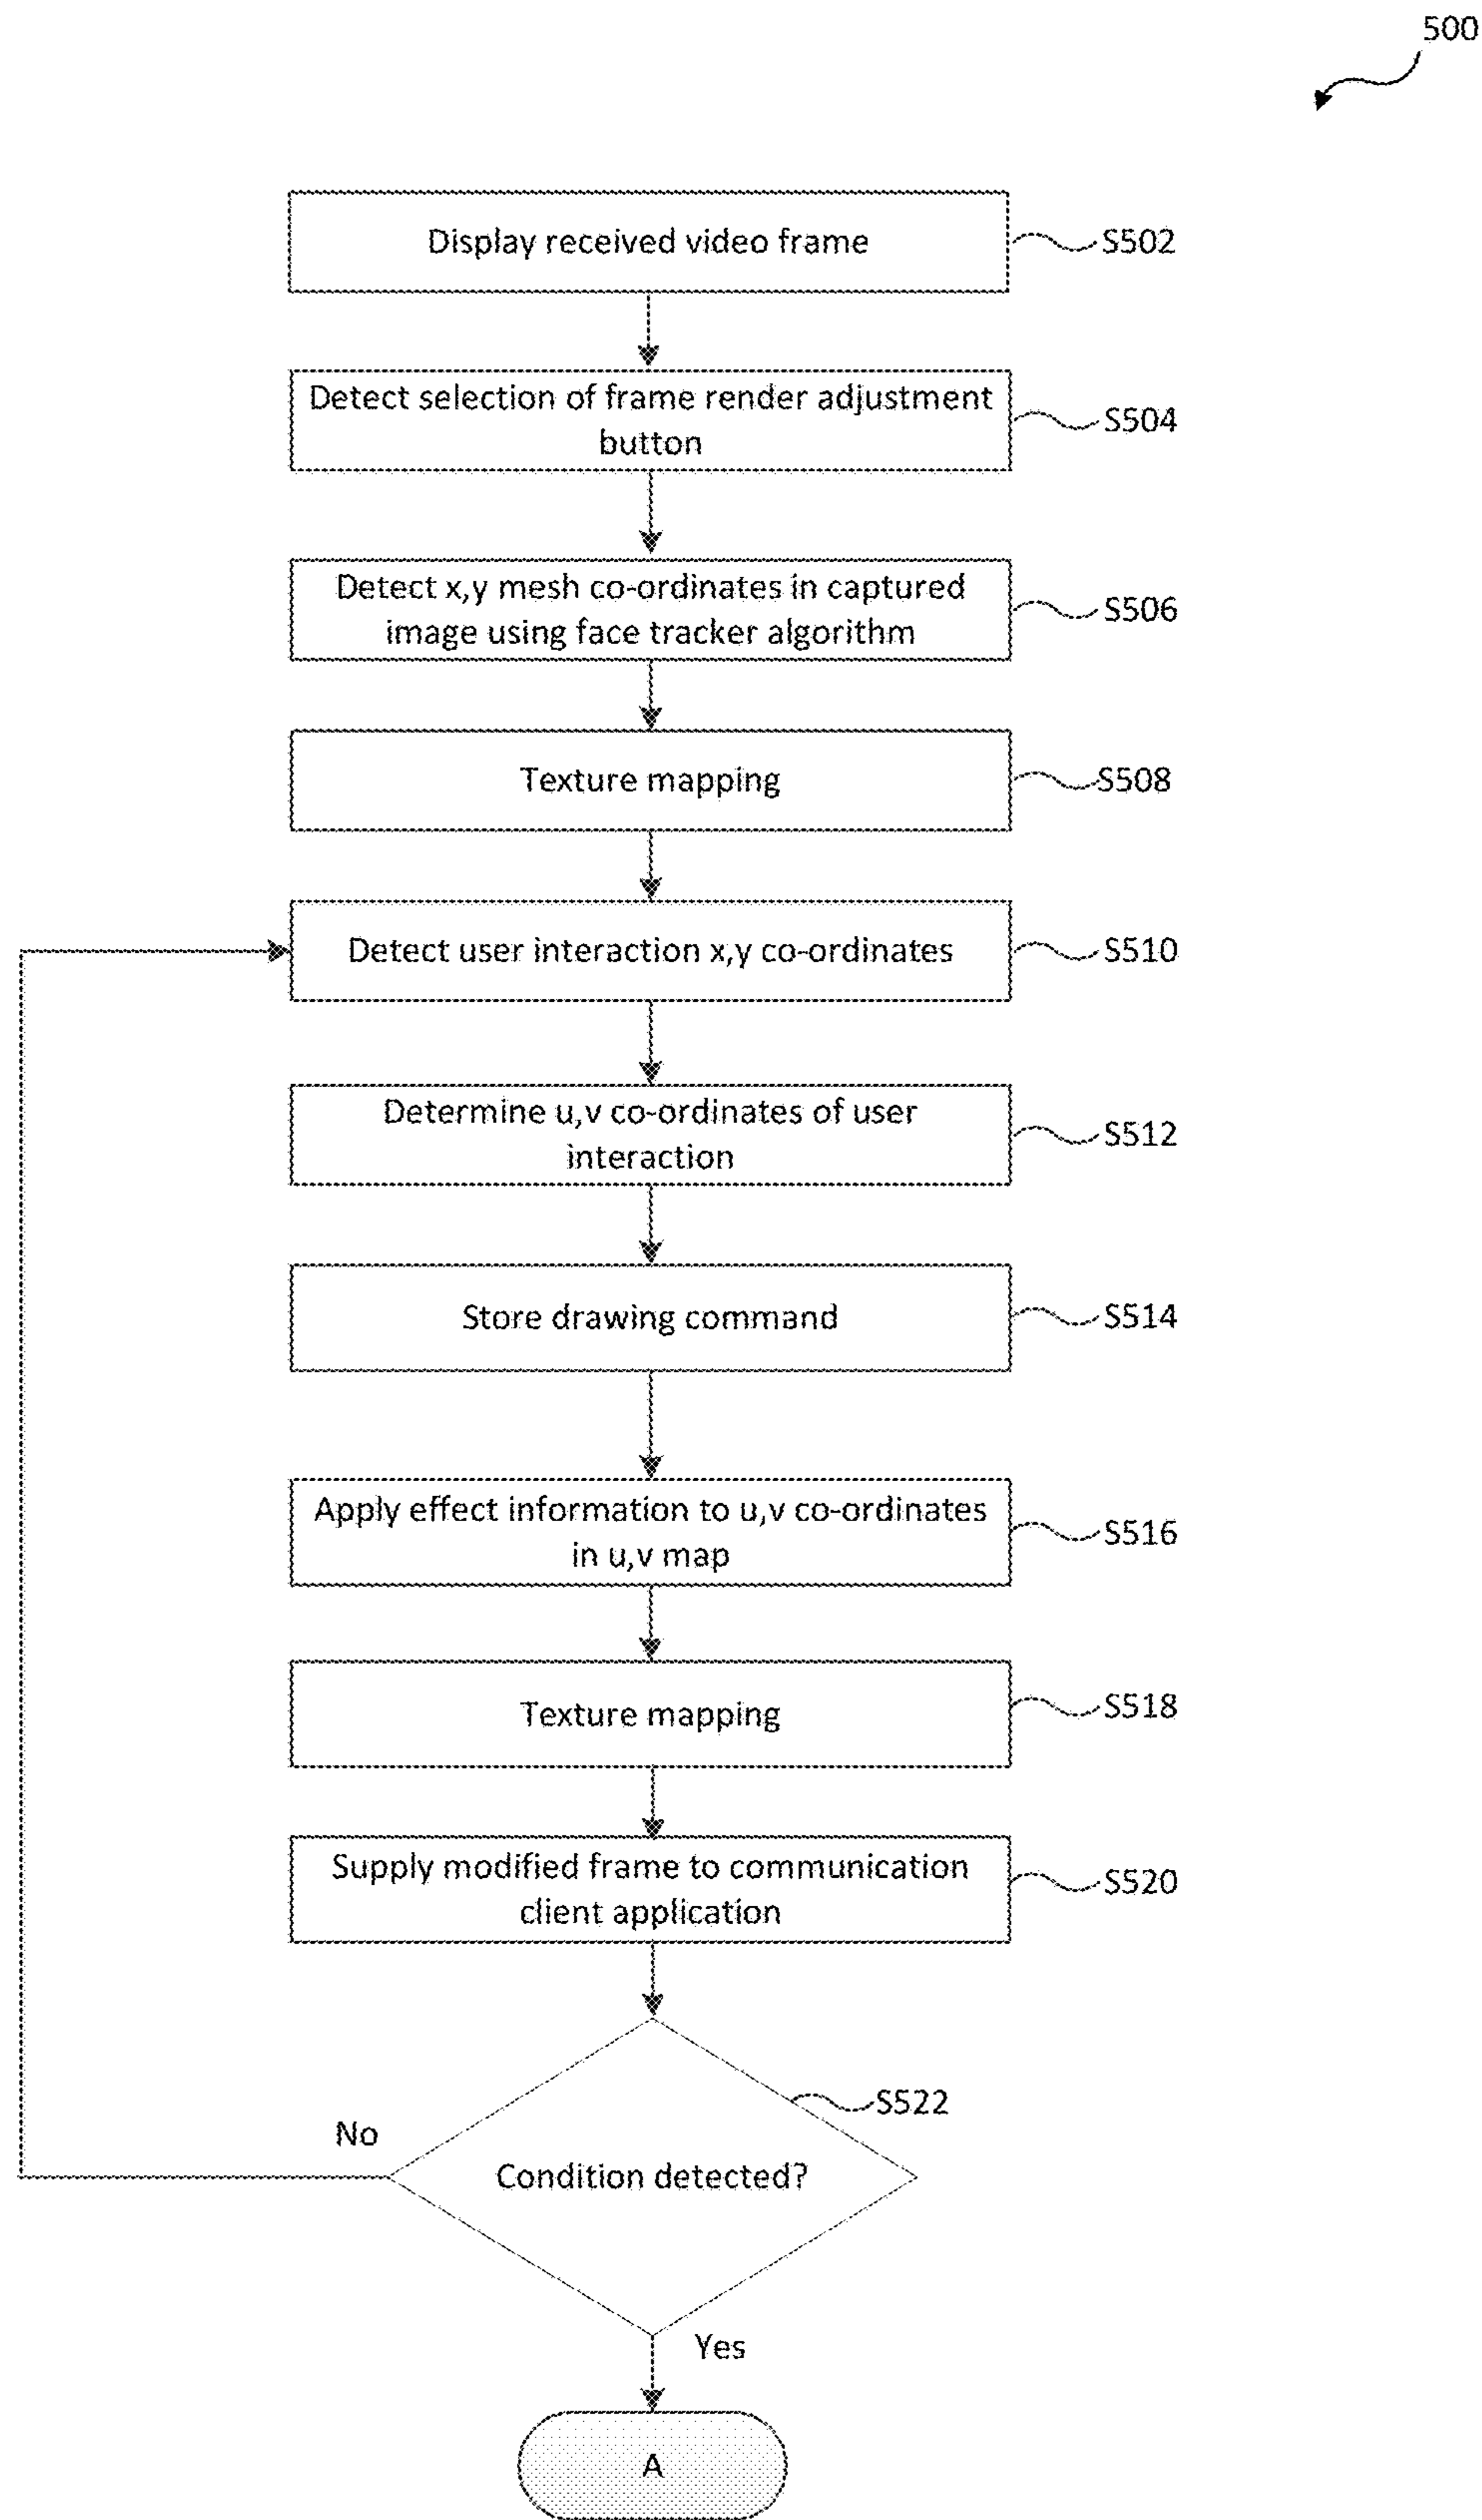 500
Display received video frame
S502
Detect selection of frame render adjustment
button
S504
Detect x,y mesh co-ordinates in captured
image using face tracker algorithm
S506
Texture mapping
S508
Detect user interaction x,y co-ordinates
S510
Determine u,v co-ordinates of user
interaction
S512
Store drawing command
S514
Apply effect information to u,v co-ordinates
in u,v map
S516
Texture mapping
S518
Supply modified frame to communication
client application
S520
S522
No
Condition detected?
Yes
A